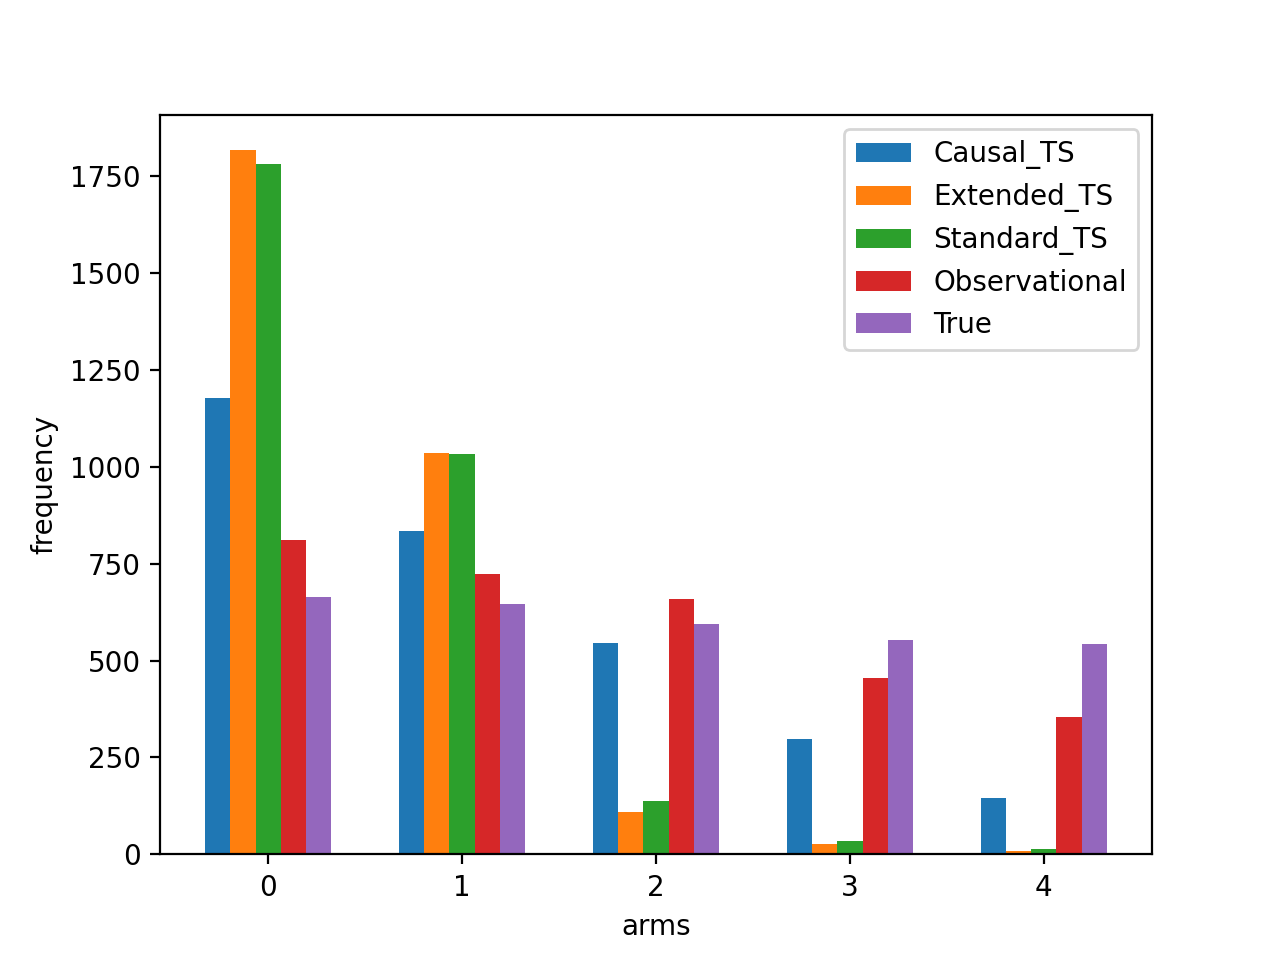 1750
1500
1250
1000
750
500
250
0
frequency
0 1 2 3 4
arms
Causal_TS
Extended_TS
Standard_TS
Observational
True